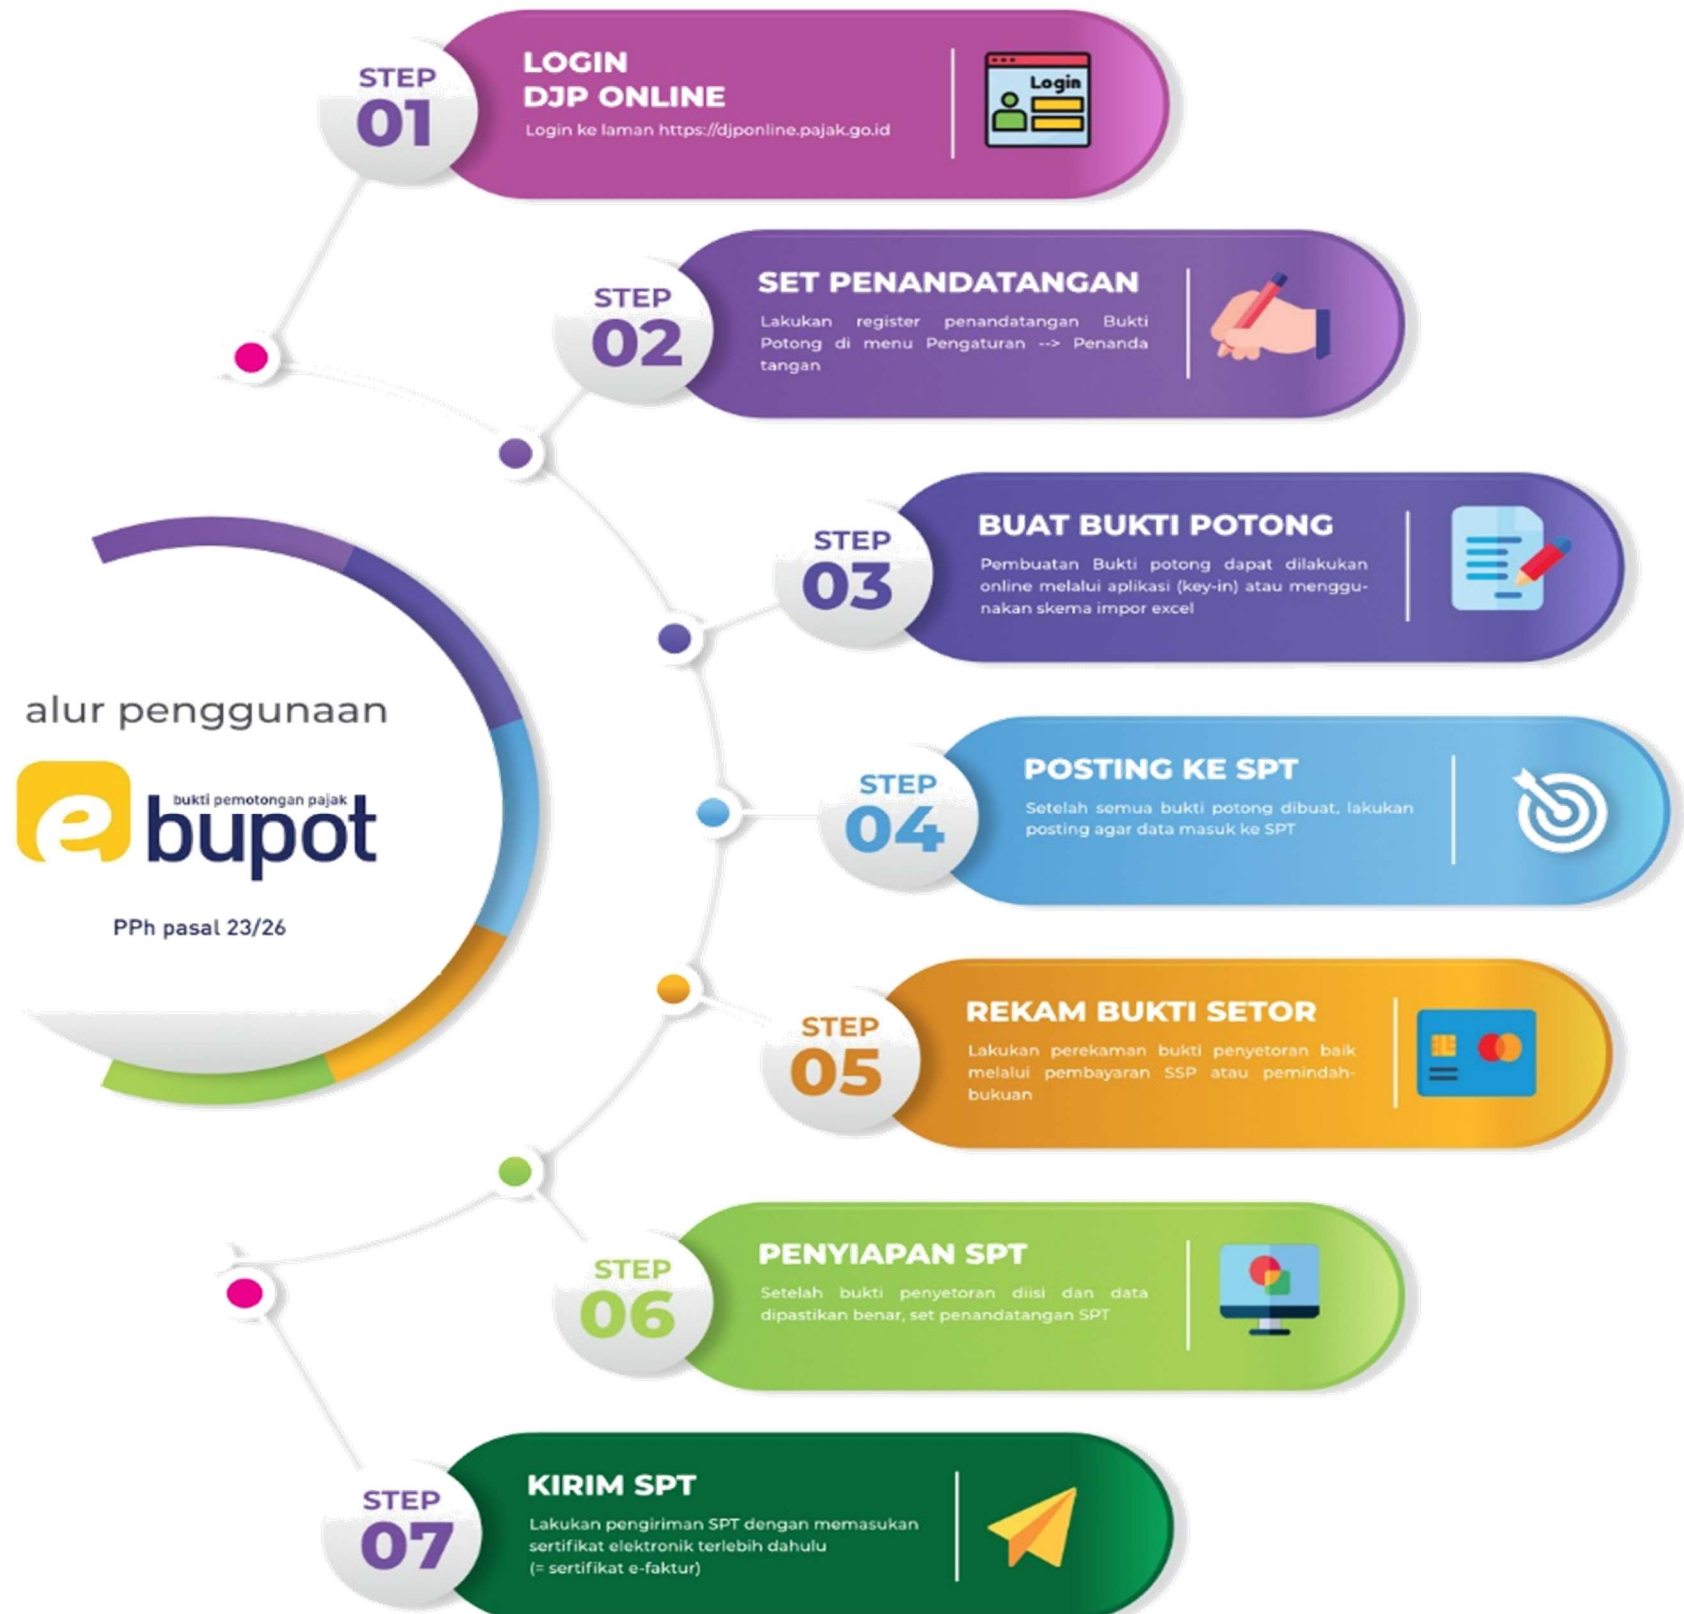 STEP
01
LOGIN
DJP ONLINE
Login ke laman https://djponline.pajak.go.id
Login
STEP
02
SET PENANDATANGAN
Lakukan register penandatangan Bukti
Potong di menu Pengaturan --> Penanda
tangan
STEP
03
BUAT BUKTI POTONG
Pembuatan Bukti potong dapat dilakukan
online melalui aplikasi (key-in) atau menggu-
nakan skema impor excel
alur penggunaan
e
bukti pemotongan pajak
bupot
PPh pasal 23/26
STEP
04
POSTING KE SPT
Setelah semua bukti potong dibuat, lakukan
posting agar data masuk ke SPT
STEP
05
REKAM BUKTI SETOR
Lakukan perekaman bukti penyetoran baik
melalui pembayaran SSP atau pemindah-
bukuan
STEP
06
PENYIAPAN SPT
Setelah bukti penyetoran diisi dan data
dipastikan benar, set penandatangan SPT
STEP
07
KIRIM SPT
Lakukan pengiriman SPT dengan memasukan
sertifikat elektronik terlebih dahulu
(= sertifikat e-faktur)